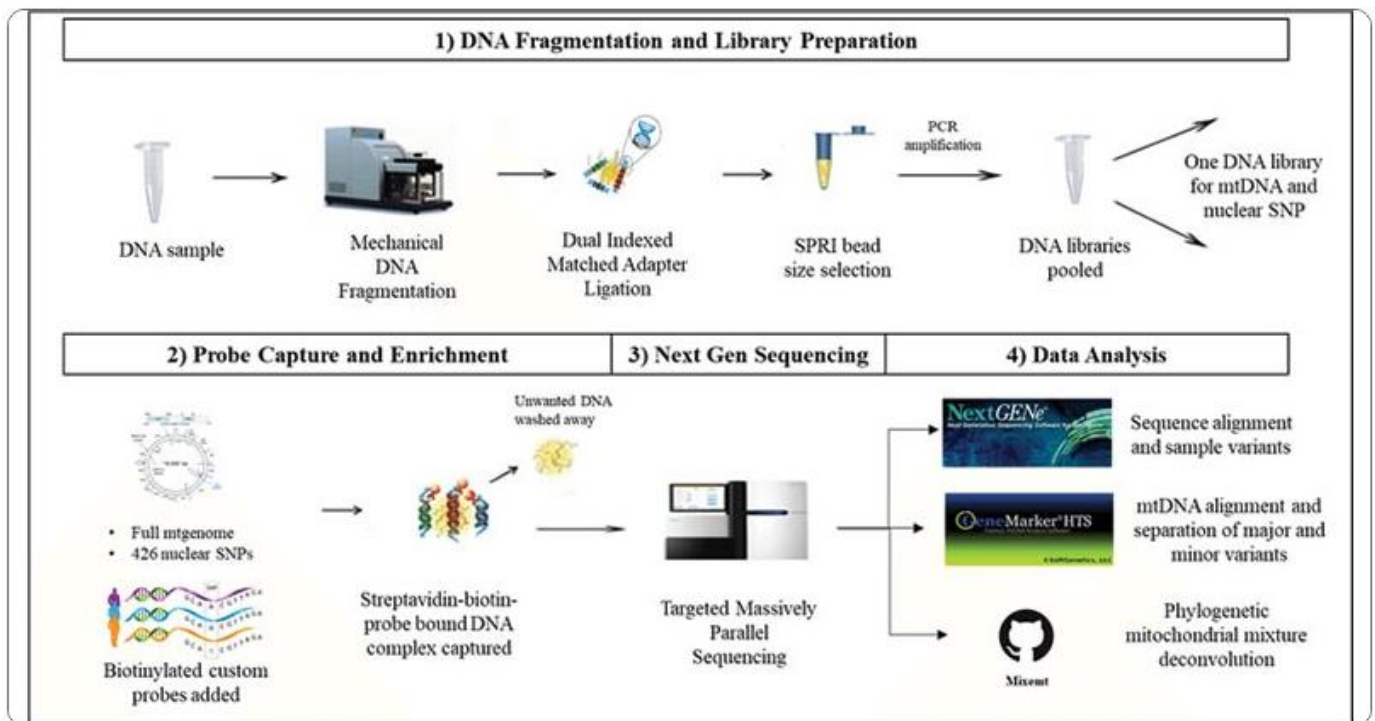 1) DNA Fragmentation and Library Preparation
DNA sample
Mechanical
DNA
Fragmentation
Dual Indexed
Matched Adapter
Ligation
SPRI bead
size selection
PCR
amplification
DNA libraries
pooled
One DNA library
for mtDNA and
nuclear SNP
2) Probe Capture and Enrichment
• Full mtgenome
• 426 nuclear SNPs
Biotinylated custom
probes added
Unwanted DNA
washed away
Streptavidin-biotin-
probe bound DNA
complex captured
3) Next Gen Sequencing
Targeted Massively
Parallel
Sequencing
4) Data Analysis
NextGENe®
Sequence alignment
and sample variants
GeneMarker®HTS
mtDNA alignment and
separation of major and
minor variants
Mixemt
Phylogenetic
mitochondrial mixture
deconvolution